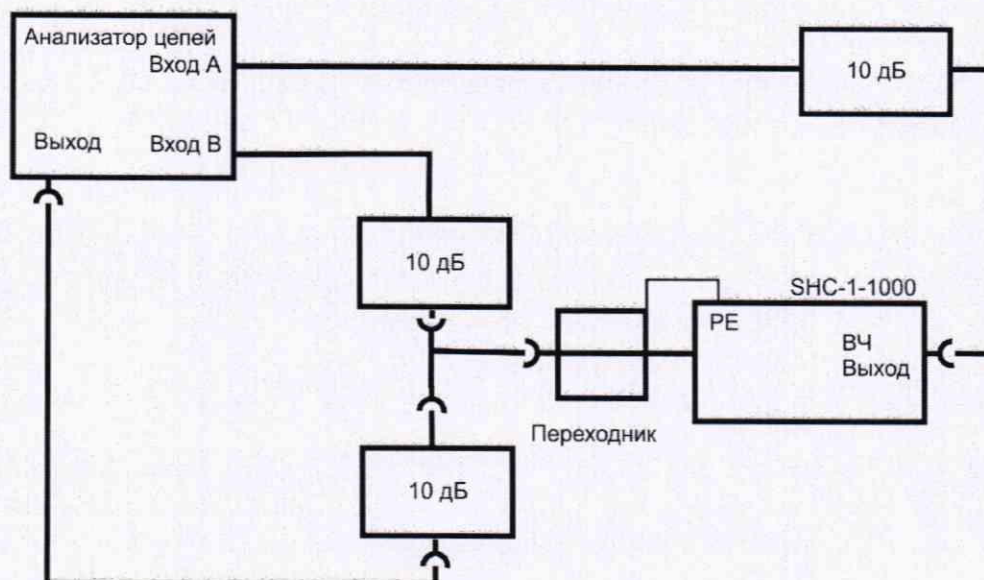 Анализатор цепей
Вход А
Выход
Вход В
10 дБ
10 дБ
SHC-1-1000
PE
ВЧ
Выход
Переходник
10 дБ